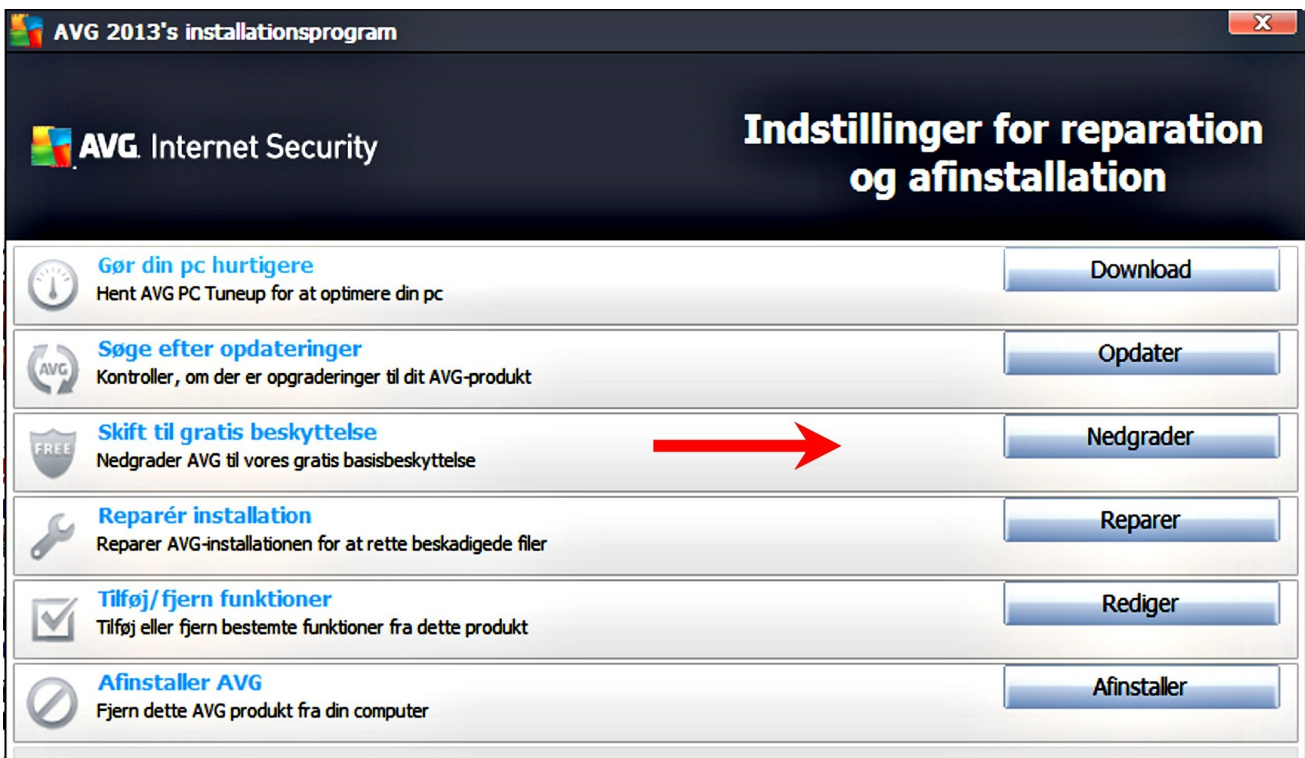 AVG 2013's installationsprogram
X
AVG. Internet Security
Indstillinger for reparation
og afinstallation
Gør din pc hurtigere
Hent AVG PC Tuneup for at optimere din pc
Download
AVG
Søge efter opdateringer
Kontroller, om der er opgraderinger til dit AVG-produkt
Opdater
FREE
Skift til gratis beskyttelse
Nedgrader AVG til vores gratis basisbeskyttelse
Nedgrader
Reparér installation
Reparer AVG-installationen for at rette beskadigede filer
Reparer
Tilføj/fjern funktioner
Tilføj eller fjern bestemte funktioner fra dette produkt
Rediger
Afinstaller AVG
Fjern dette AVG produkt fra din computer
Afinstaller